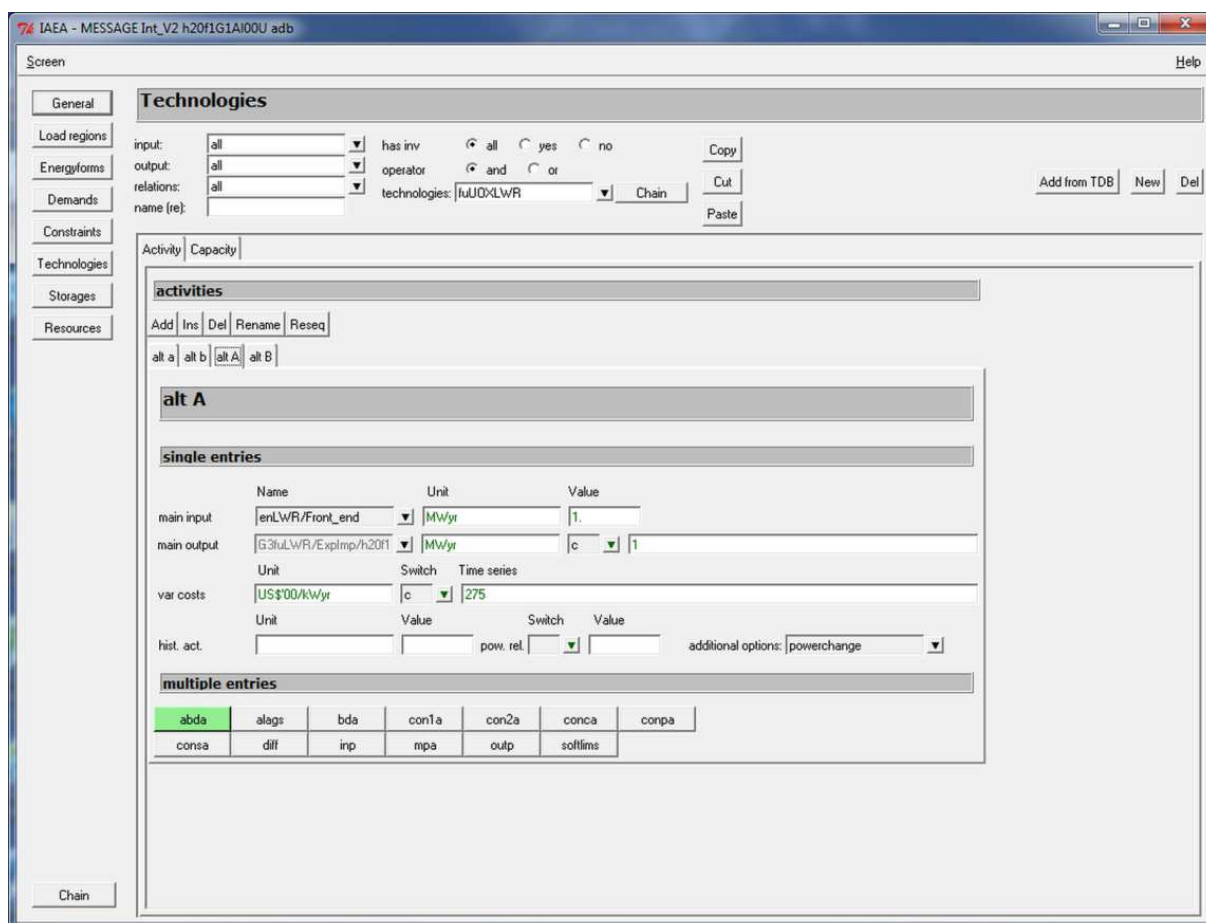 IAEA - MESSAGE Int_V2 h20f1G1AI00U adb
Screen Help
General
Load regions
Energyforms
Demands
Constraints
Technologies
Storages
Resources
Chain
Technologies
input: all has inv all yes no Copy
output: all operator and or
relations: all technologies: fuUOXLWR Chain Cut Add from TDB New Del
name (re): Paste
Activity Capacity
activities
Add Ins Del Rename Reseq
alt a alt b alt A alt B
alt A
single entries
Name Unit Value
main input enLWR/Front_end MWyr 1.
main output G3fuLWR/ExpImp/h20f1 MWyr c 1
Unit Switch Time series
var costs US$'00/kWyr c 275
Unit Value Switch Value
hist. act. pow. rel. additional options: powerchange
multiple entries
abda alags bda con1a con2a conca conpa
consa diff inp mpa outp softlims